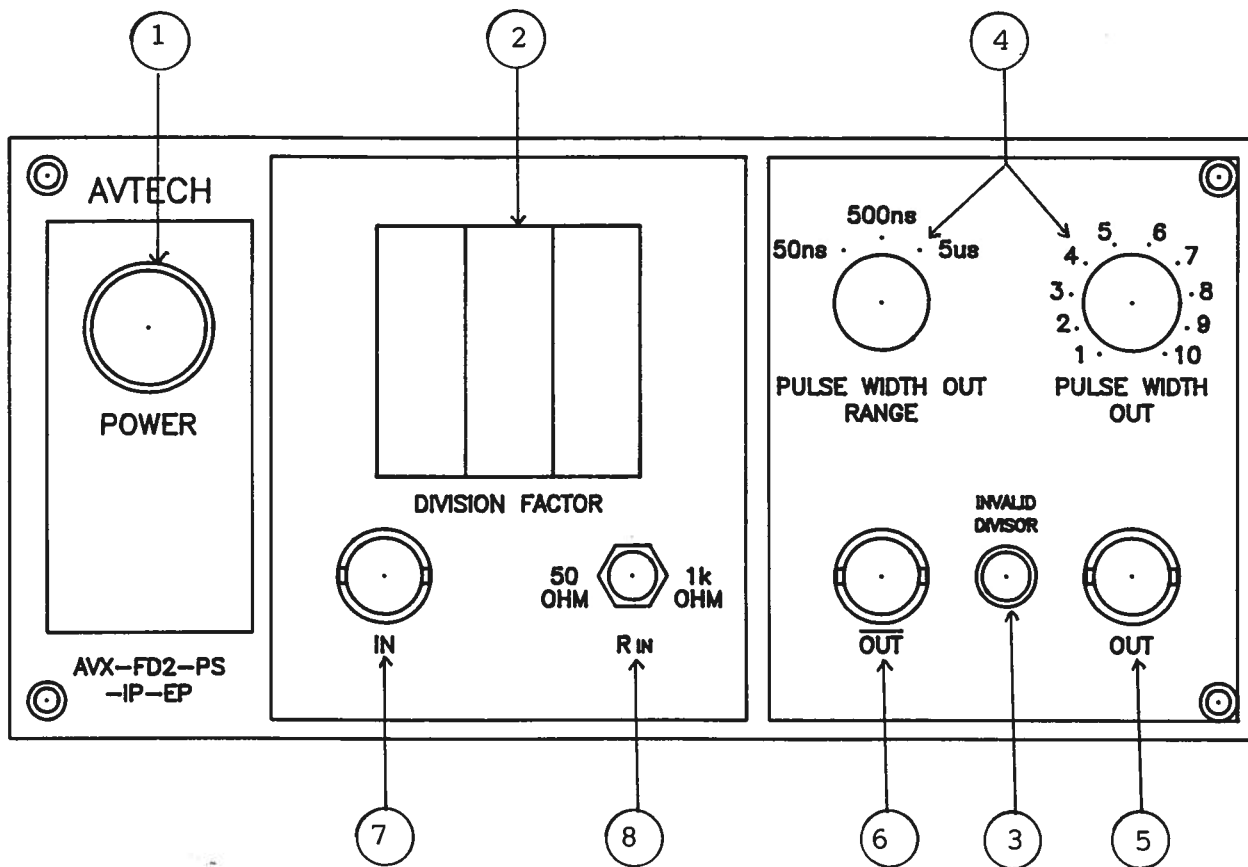 1
2
4
AVTECH
POWER
AVX-FD2-PS
-IP-EP
DIVISION FACTOR
IN
50
OHM
1k
OHM
R IN
50ns
500ns
5us
PULSE WIDTH OUT
RANGE
1
2
3
4
5
6
7
8
9
10
PULSE WIDTH
OUT
OUT
INVALID
DIVISOR
OUT
7
8
6
3
5